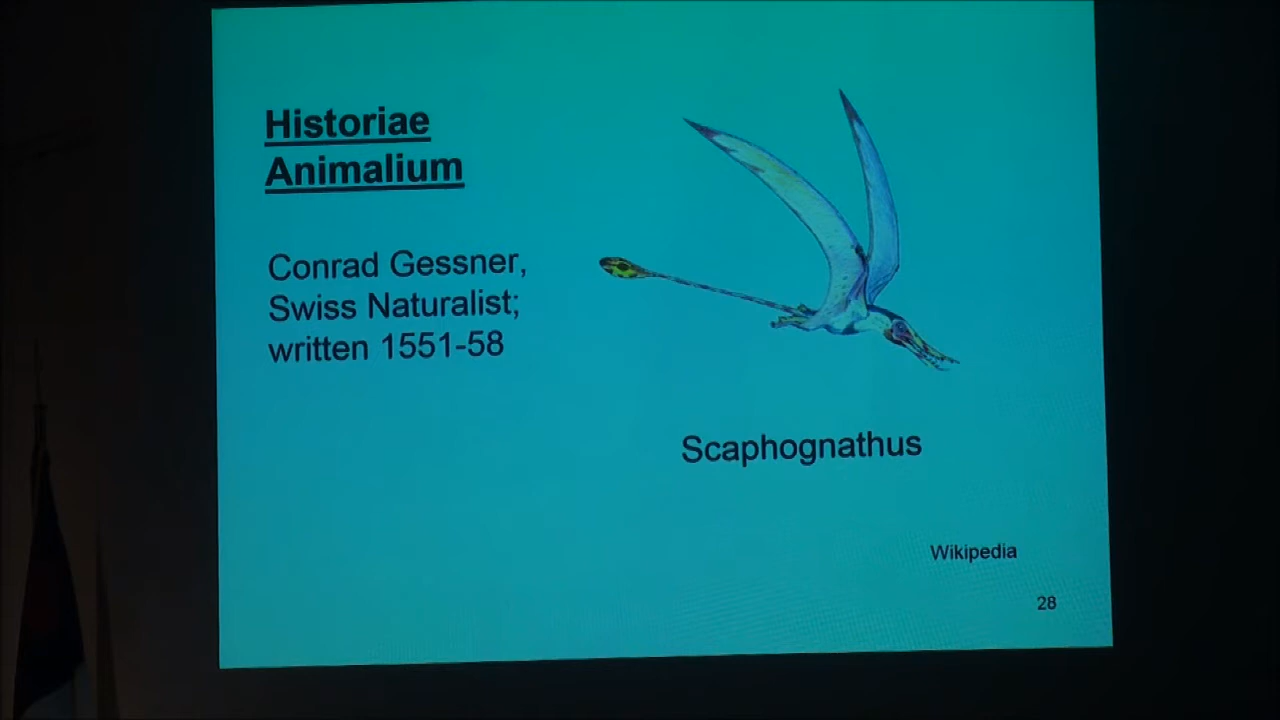 Historiae
Animalium
Conrad Gessner,
Swiss Naturalist;
written 1551-58
Scaphognathus
Wikipedia
28